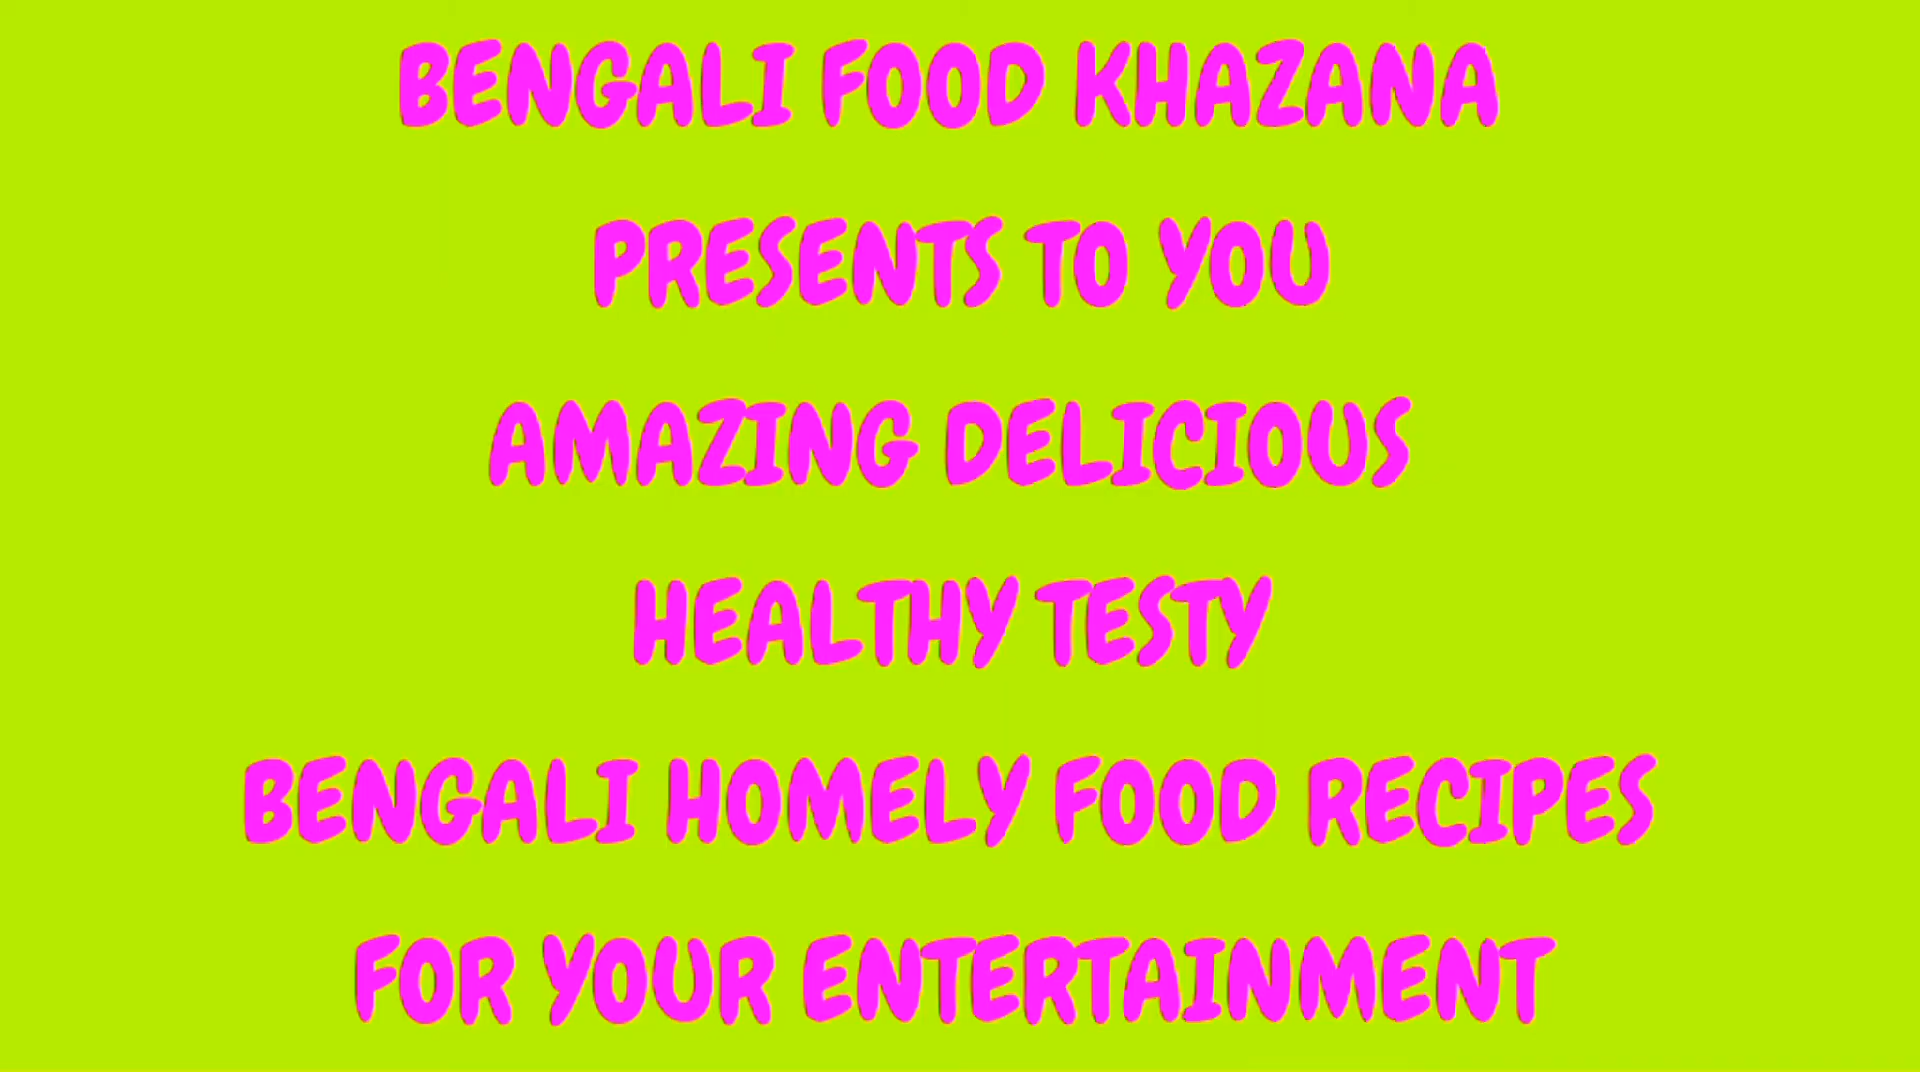 BENGALI FOOD KHAZANA
PRESENTS TO YOU
AMAZING DELICIOUS
HEALTHY TESTY
BENGALI HOMELY FOOD RECIPES
FOR YOUR ENTERTAINMENT